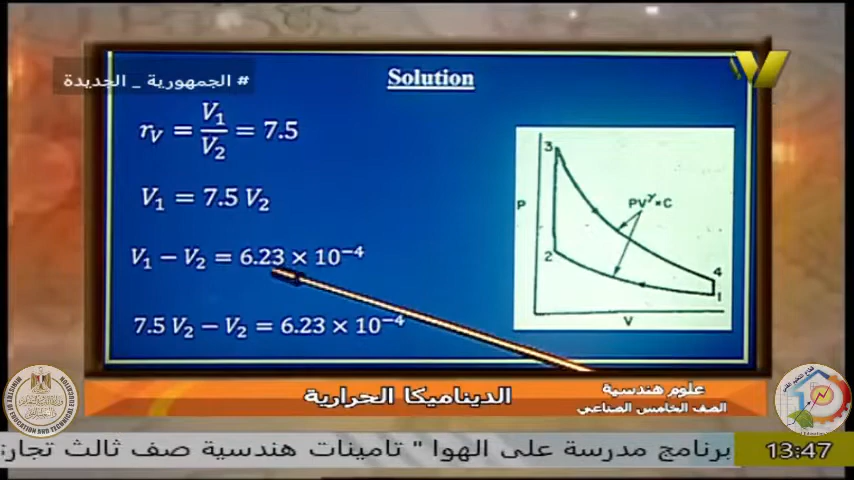 # الجمهورية _ الجديدة
Solution
r_V = V_1/V_2 = 7.5
V_1 = 7.5 V_2
V_1 − V_2 = 6.23 × 10^−4
7.5 V_2 − V_2 = 6.23 × 10^−4
3
P
PV^γ=C
2
4
1
V
علوم هندسية
الصف الخامس الصناعي
الديناميكا الحرارية
برنامج مدرسة على الهوا " تامينات هندسية صف ثالث تجار
13:47